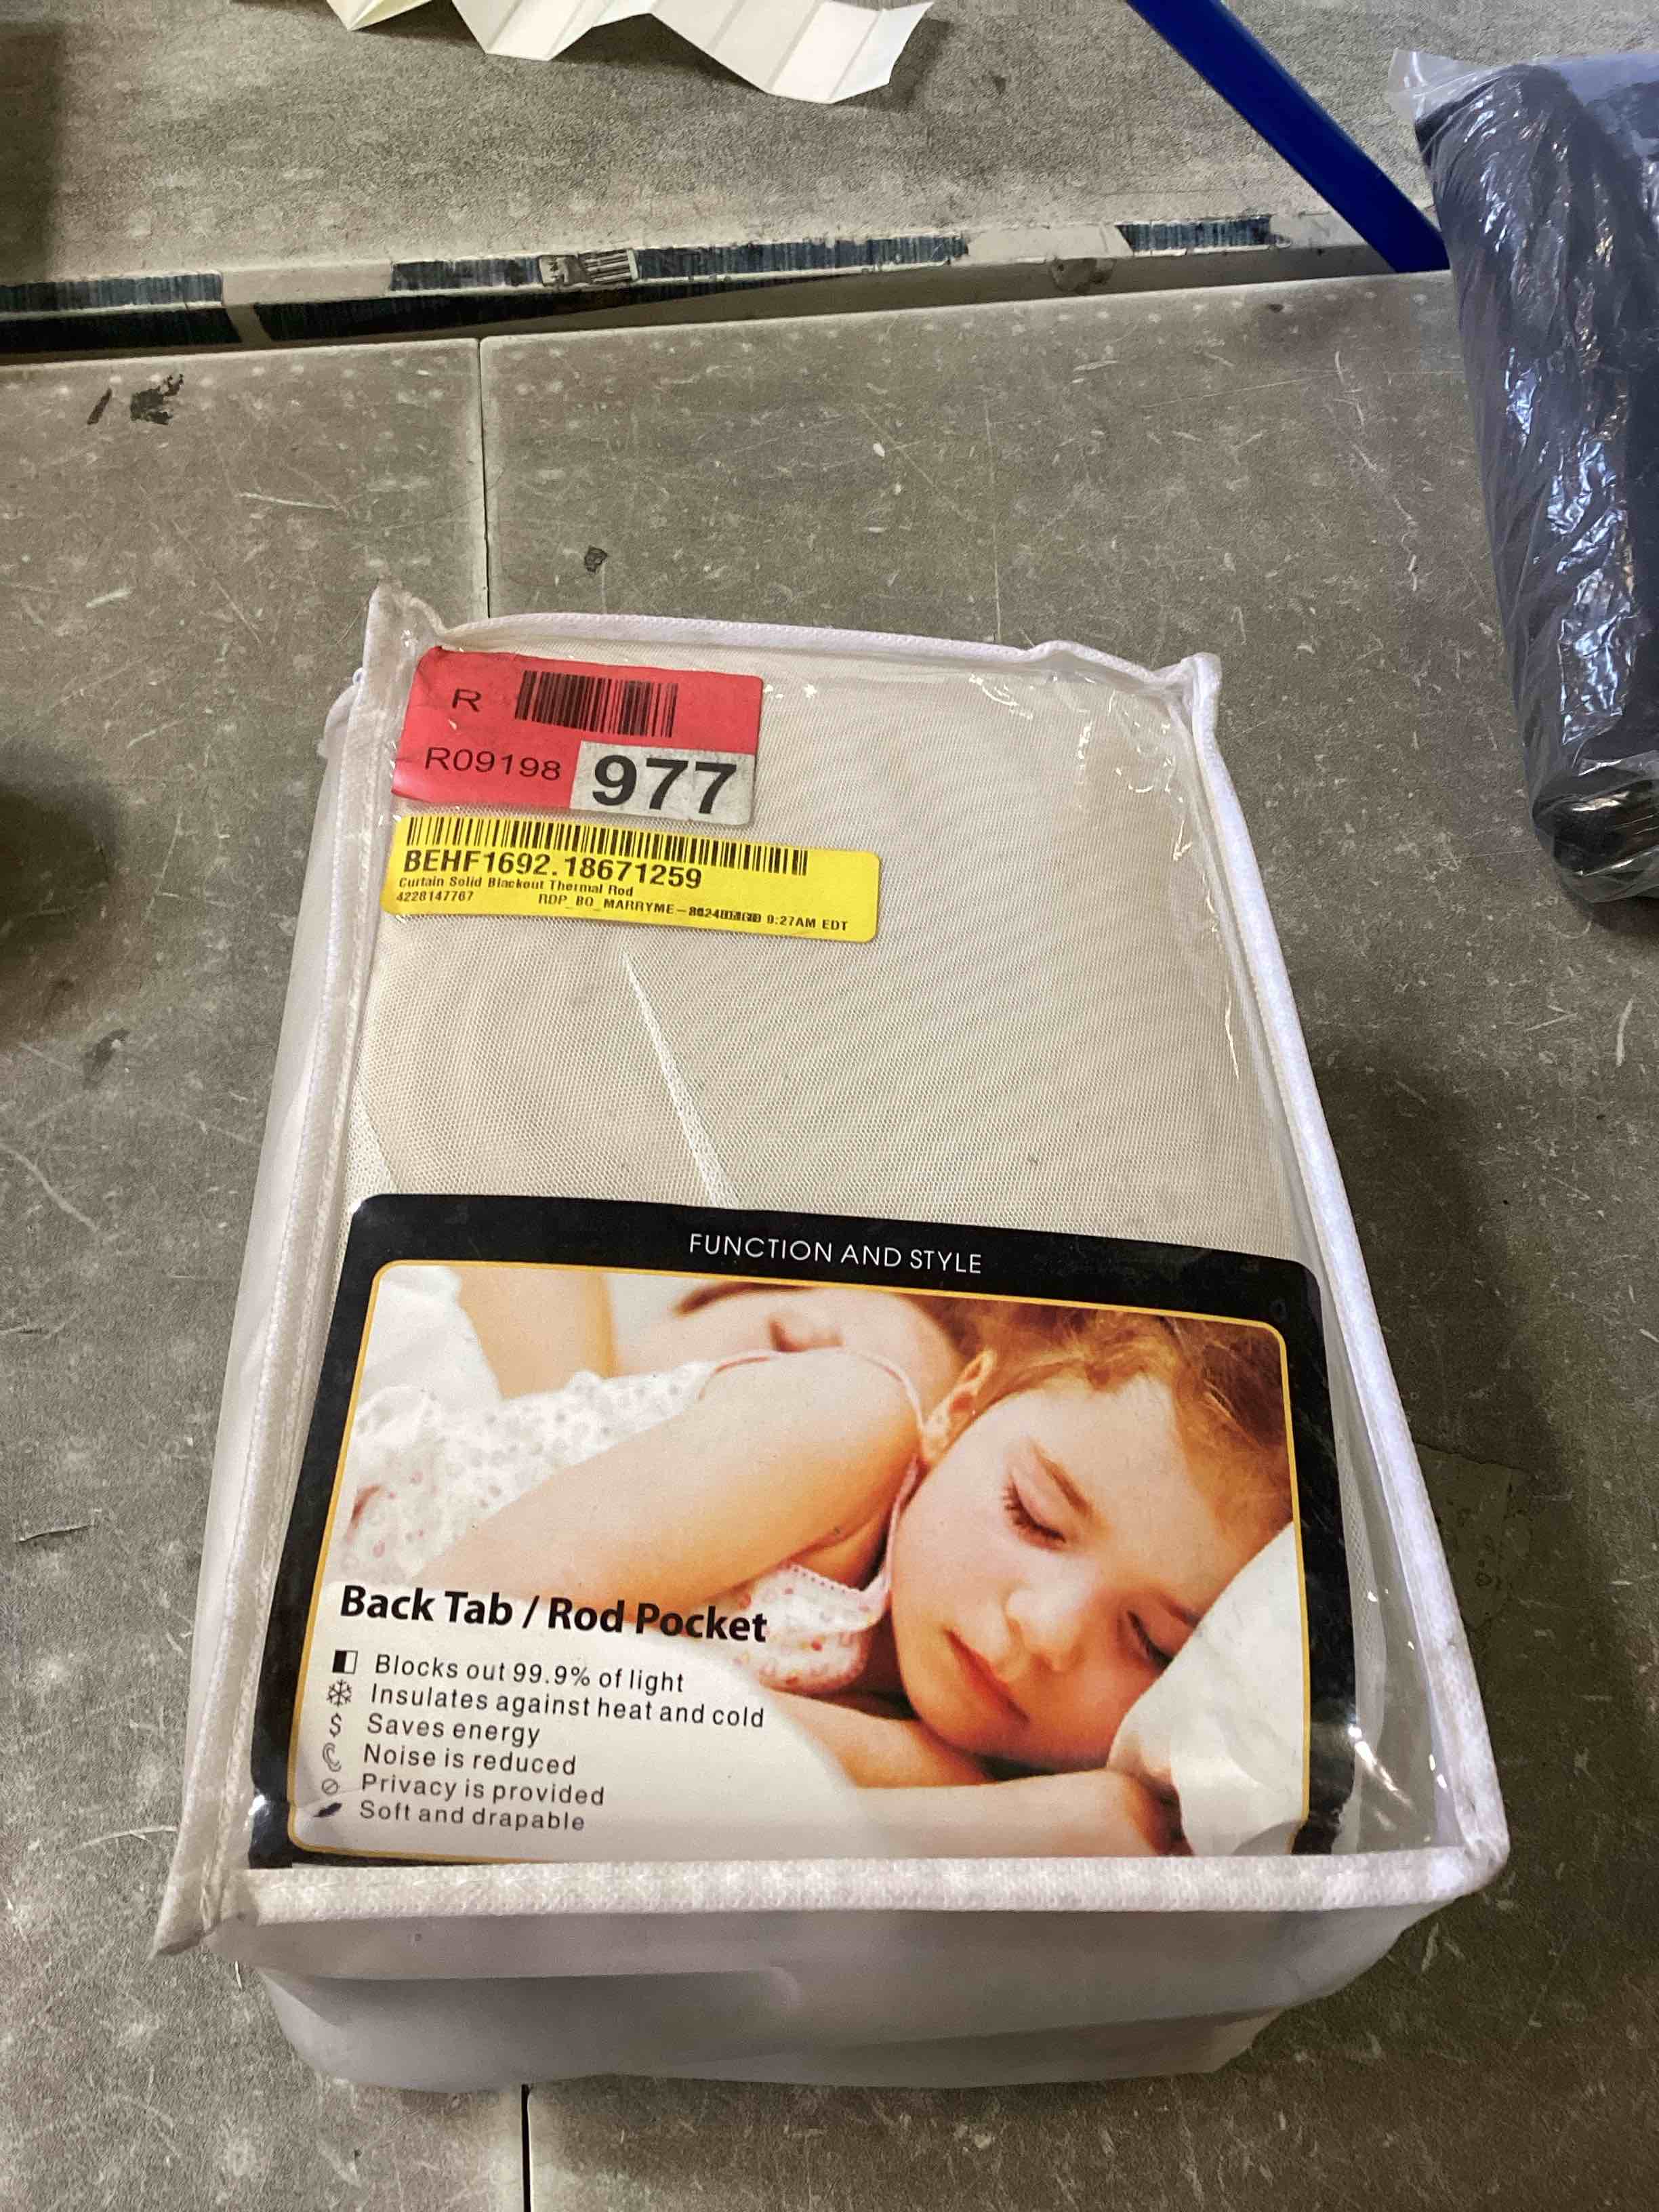 R
R09198 977
BEHF1692.18671259
Curtain Solid Blackout Thermal Rod
4228147767 RDP_BO_MARRYME 9:27AM EDT
FUNCTION AND STYLE
Back Tab / Rod Pocket
Blocks out 99.9% of light
Insulates against heat and cold
$ Saves energy
Noise is reduced
Privacy is provided
Soft and drapable